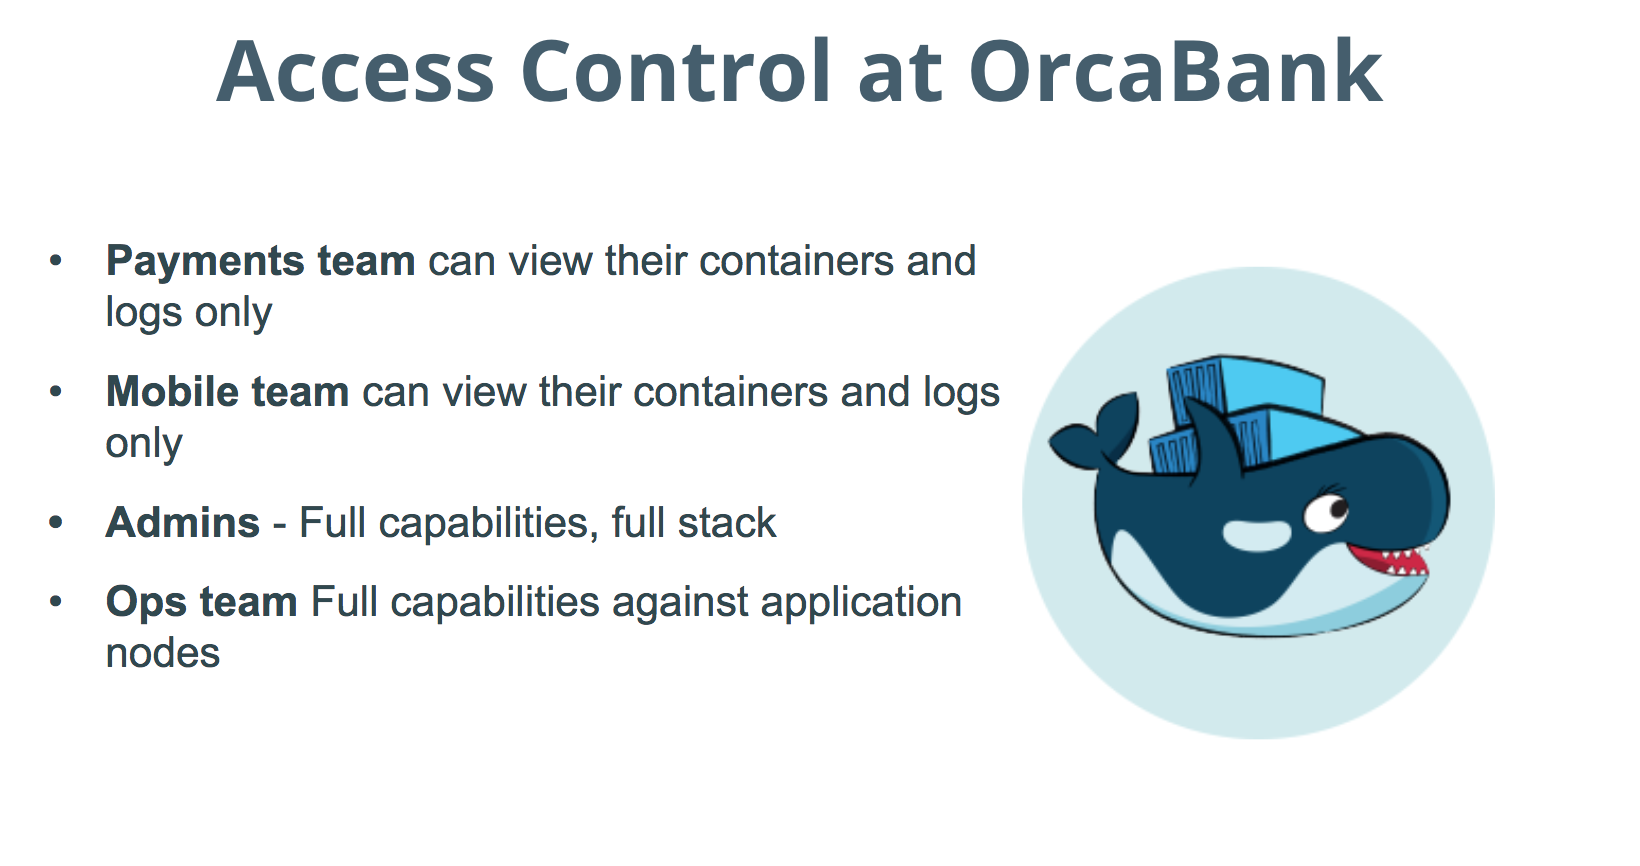 Access Control at OrcaBank
• Payments team can view their containers and
logs only
• Mobile team can view their containers and logs
only
• Admins - Full capabilities, full stack
• Ops team Full capabilities against application
nodes